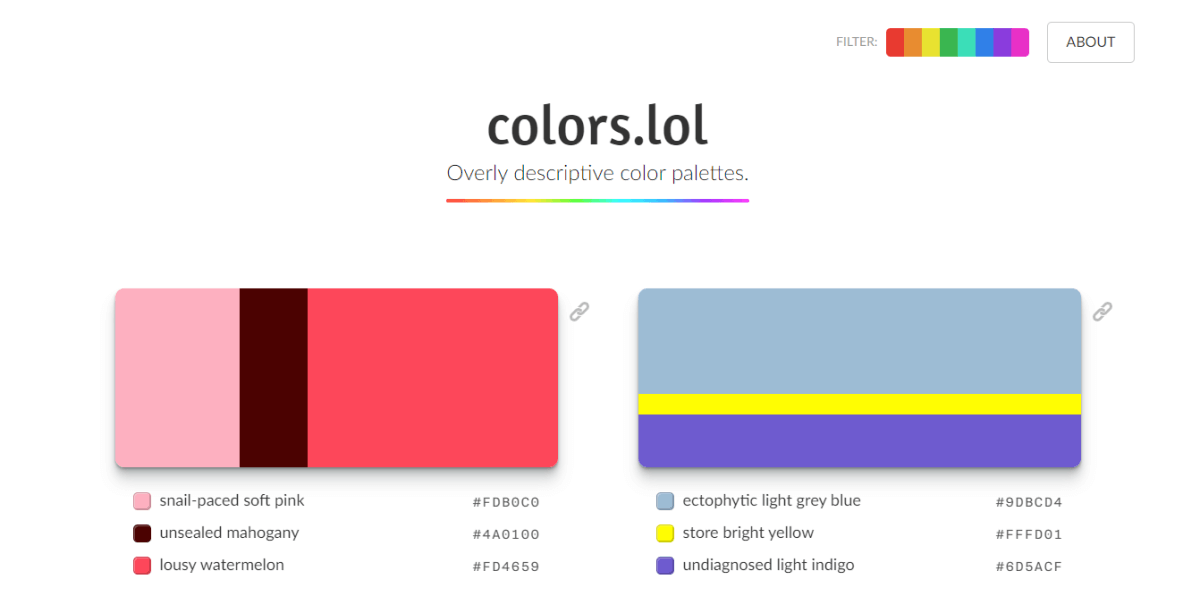 FILTER:
ABOUT
colors.lol
Overly descriptive color palettes.
snail-paced soft pink #FDB0C0
unsealed mahogany #4A0100
lousy watermelon #FD4659
ectophytic light grey blue #9DBCD4
store bright yellow #FFFD01
undiagnosed light indigo #6D5ACF